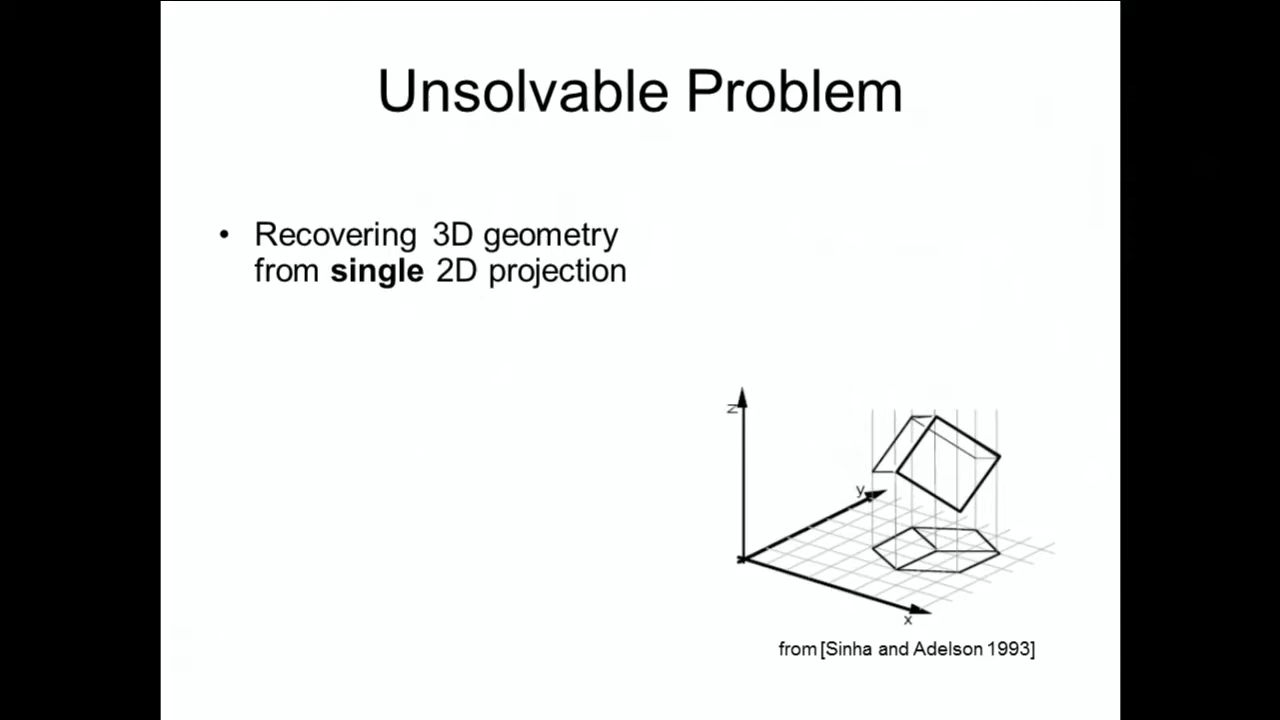 Unsolvable Problem
• Recovering 3D geometry
from single 2D projection
z
y
x
from [Sinha and Adelson 1993]